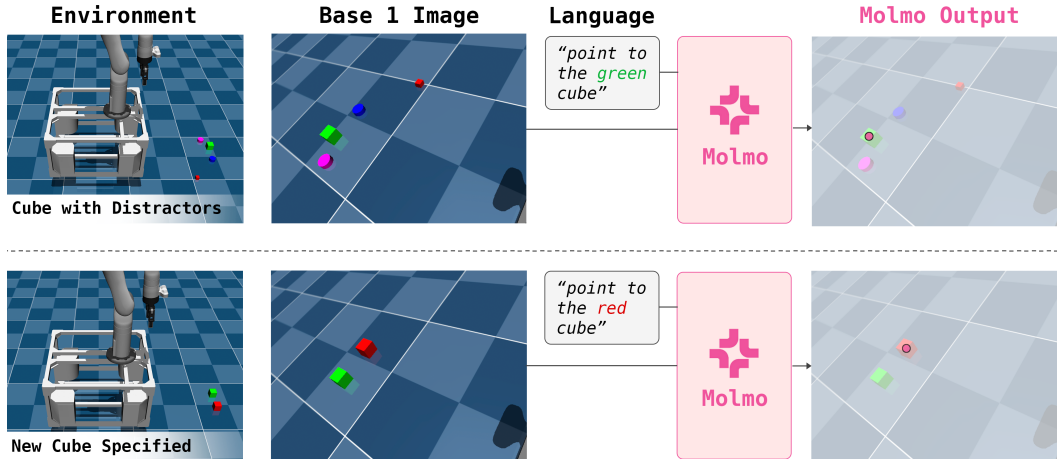 Environment
Base 1 Image
Language
Molmo Output
“point to
the green
cube”
Molmo
Cube with Distractors
“point to
the red
cube”
Molmo
New Cube Specified